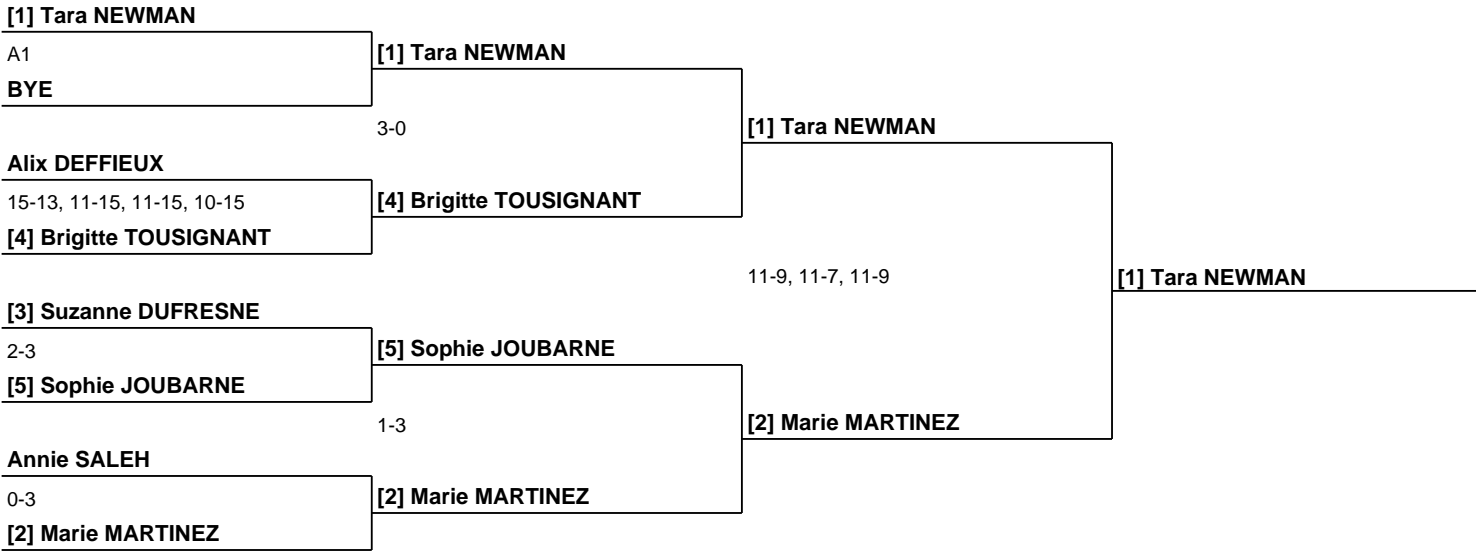 [1] Tara NEWMAN
A1
[1] Tara NEWMAN
BYE
3-0
[1] Tara NEWMAN
Alix DEFFIEUX
15-13, 11-15, 11-15, 10-15
[4] Brigitte TOUSIGNANT
[4] Brigitte TOUSIGNANT
11-9, 11-7, 11-9
[1] Tara NEWMAN
[3] Suzanne DUFRESNE
2-3
[5] Sophie JOUBARNE
[5] Sophie JOUBARNE
1-3
[2] Marie MARTINEZ
Annie SALEH
0-3
[2] Marie MARTINEZ
[2] Marie MARTINEZ